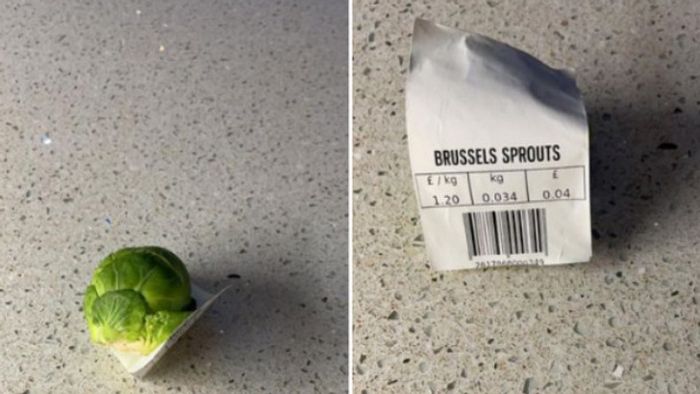 BRUSSELS SPROUTS
£/kg kg £
1.20 0.034 0.04